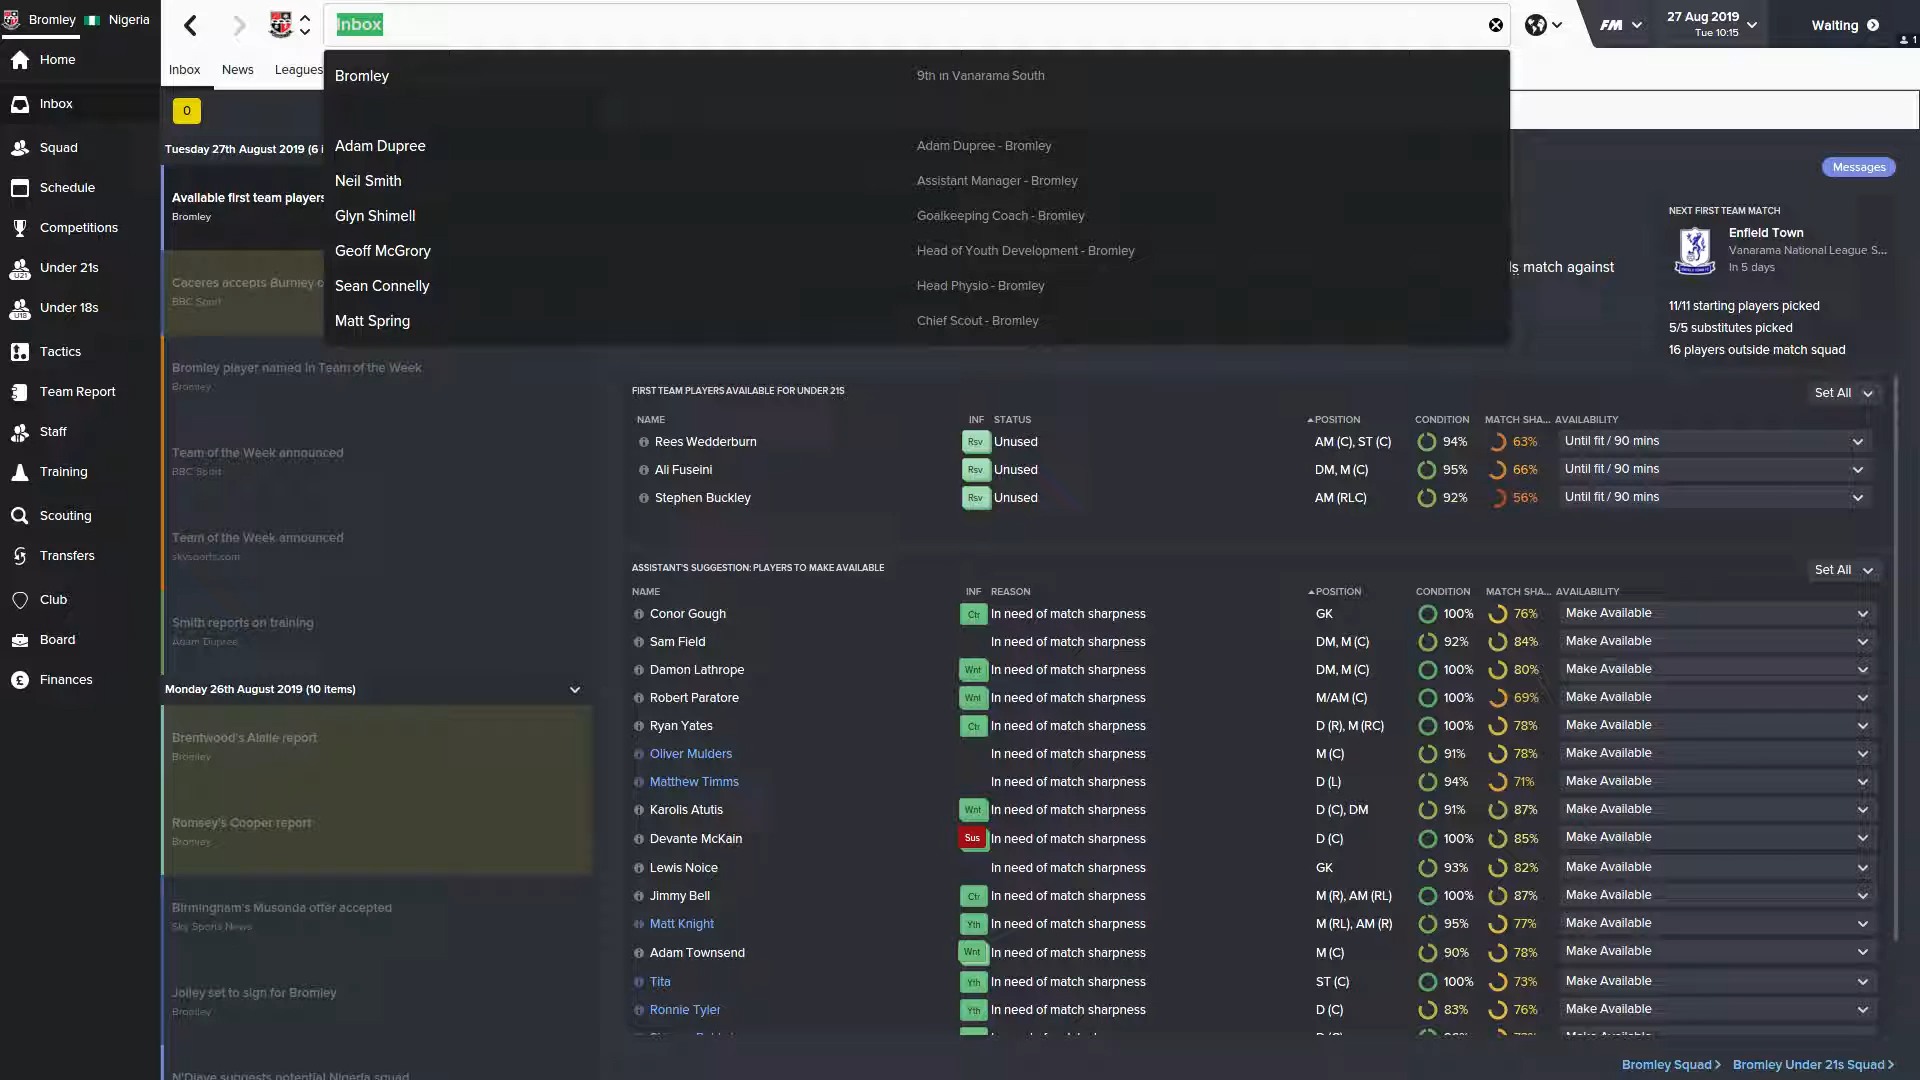 Bromley
Nigeria
Inbox
FM
27 Aug 2019
Tue 10:15
Waiting
1
Home
Inbox
Squad
Schedule
Competitions
Under 21s
U21
Under 18s
U18
Tactics
Team Report
Staff
Training
Scouting
Transfers
Club
Board
Finances
Inbox
News
Leagues
Bromley
9th in Vanarama South
Adam Dupree
Adam Dupree - Bromley
Neil Smith
Assistant Manager - Bromley
Glyn Shimell
Goalkeeping Coach - Bromley
Geoff McGrory
Head of Youth Development - Bromley
Sean Connelly
Head Physio - Bromley
Matt Spring
Chief Scout - Bromley
0
Tuesday 27th August 2019 (6 i
Available first team players
Bromley
Caceres accepts Burnley o
BBC Sport
Bromley player named in Team of the Week
Bromley
Team of the Week announced
BBC Sport
Team of the Week announced
skysports.com
Smith reports on training
Adam Dupree
Monday 26th August 2019 (10 items)
Brentwood's Alaile report
Bromley
Romsey's Cooper report
Bromley
Birmingham's Musonda offer accepted
Sky Sports News
Jolley set to sign for Bromley
Bromley
N'Diaye suggests potential Nigeria squad
Messages
s match against
NEXT FIRST TEAM MATCH
Enfield Town
Vanarama National League S...
In 5 days
11/11 starting players picked
5/5 substitutes picked
16 players outside match squad
FIRST TEAM PLAYERS AVAILABLE FOR UNDER 21S
Set All
NAME INF STATUS POSITION CONDITION MATCH SHA... AVAILABILITY
Rees Wedderburn Rsv Unused AM (C), ST (C) 94% 63% Until fit / 90 mins
Ali Fuseini Rsv Unused DM, M (C) 95% 66% Until fit / 90 mins
Stephen Buckley Rsv Unused AM (RLC) 92% 56% Until fit / 90 mins
ASSISTANT'S SUGGESTION: PLAYERS TO MAKE AVAILABLE
Set All
NAME INF REASON POSITION CONDITION MATCH SHA... AVAILABILITY
Conor Gough Ctr In need of match sharpness GK 100% 76% Make Available
Sam Field In need of match sharpness DM, M (C) 92% 84% Make Available
Damon Lathrope Wnt In need of match sharpness DM, M (C) 100% 80% Make Available
Robert Paratore Wnt In need of match sharpness M/AM (C) 100% 69% Make Available
Ryan Yates Ctr In need of match sharpness D (R), M (RC) 100% 78% Make Available
Oliver Mulders In need of match sharpness M (C) 91% 78% Make Available
Matthew Timms In need of match sharpness D (L) 94% 71% Make Available
Karolis Atutis Wnt In need of match sharpness D (C), DM 91% 87% Make Available
Devante McKain Sus In need of match sharpness D (C) 100% 85% Make Available
Lewis Noice In need of match sharpness GK 93% 82% Make Available
Jimmy Bell Ctr In need of match sharpness M (R), AM (RL) 100% 87% Make Available
Matt Knight Yth In need of match sharpness M (RL), AM (R) 95% 77% Make Available
Adam Townsend Wnt In need of match sharpness M (C) 90% 78% Make Available
Tita Yth In need of match sharpness ST (C) 100% 73% Make Available
Ronnie Tyler Yth In need of match sharpness D (C) 83% 76% Make Available
Bromley Squad >
Bromley Under 21s Squad >